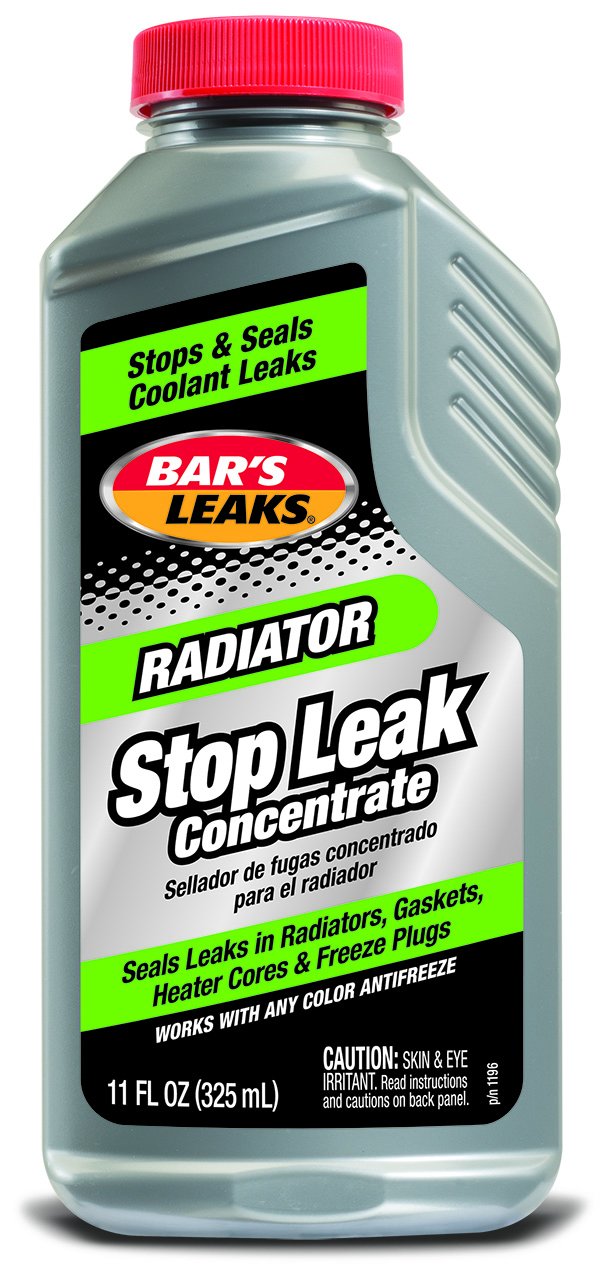 Stops & Seals
Coolant Leaks
BAR'S
LEAKS®
RADIATOR
Stop Leak
Concentrate
Sellador de fugas concentrado
para el radiador
Seals Leaks in Radiators, Gaskets,
Heater Cores & Freeze Plugs
WORKS WITH ANY COLOR ANTIFREEZE
11 FL OZ (325 mL)
CAUTION: SKIN & EYE
IRRITANT. Read instructions
and cautions on back panel.
p/n 1196